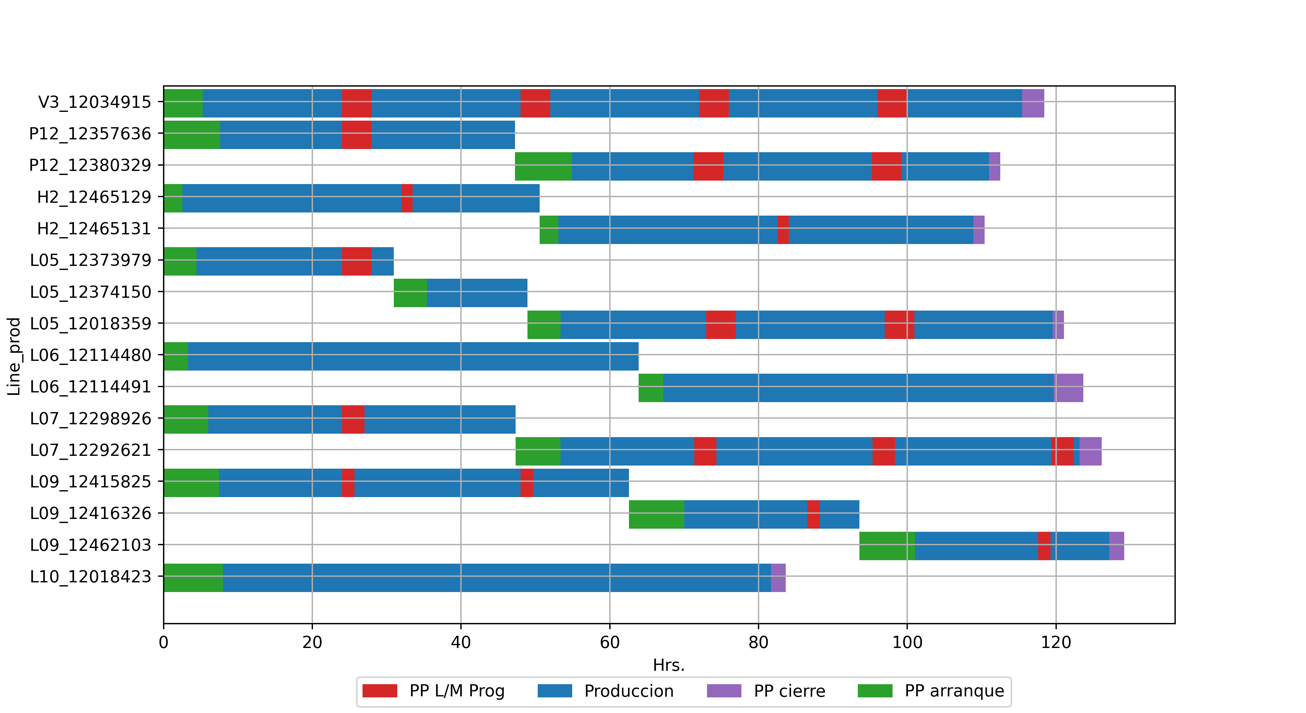 V3_12034915
P12_12357636
P12_12380329
H2_12465129
H2_12465131
L05_12373979
L05_12374150
L05_12018359
L06_12114480
L06_12114491
L07_12298926
L07_12292621
L09_12415825
L09_12416326
L09_12462103
L10_12018423
Line_prod
0 20 40 60 80 100 120
Hrs.
PP L/M Prog Produccion PP cierre PP arranque